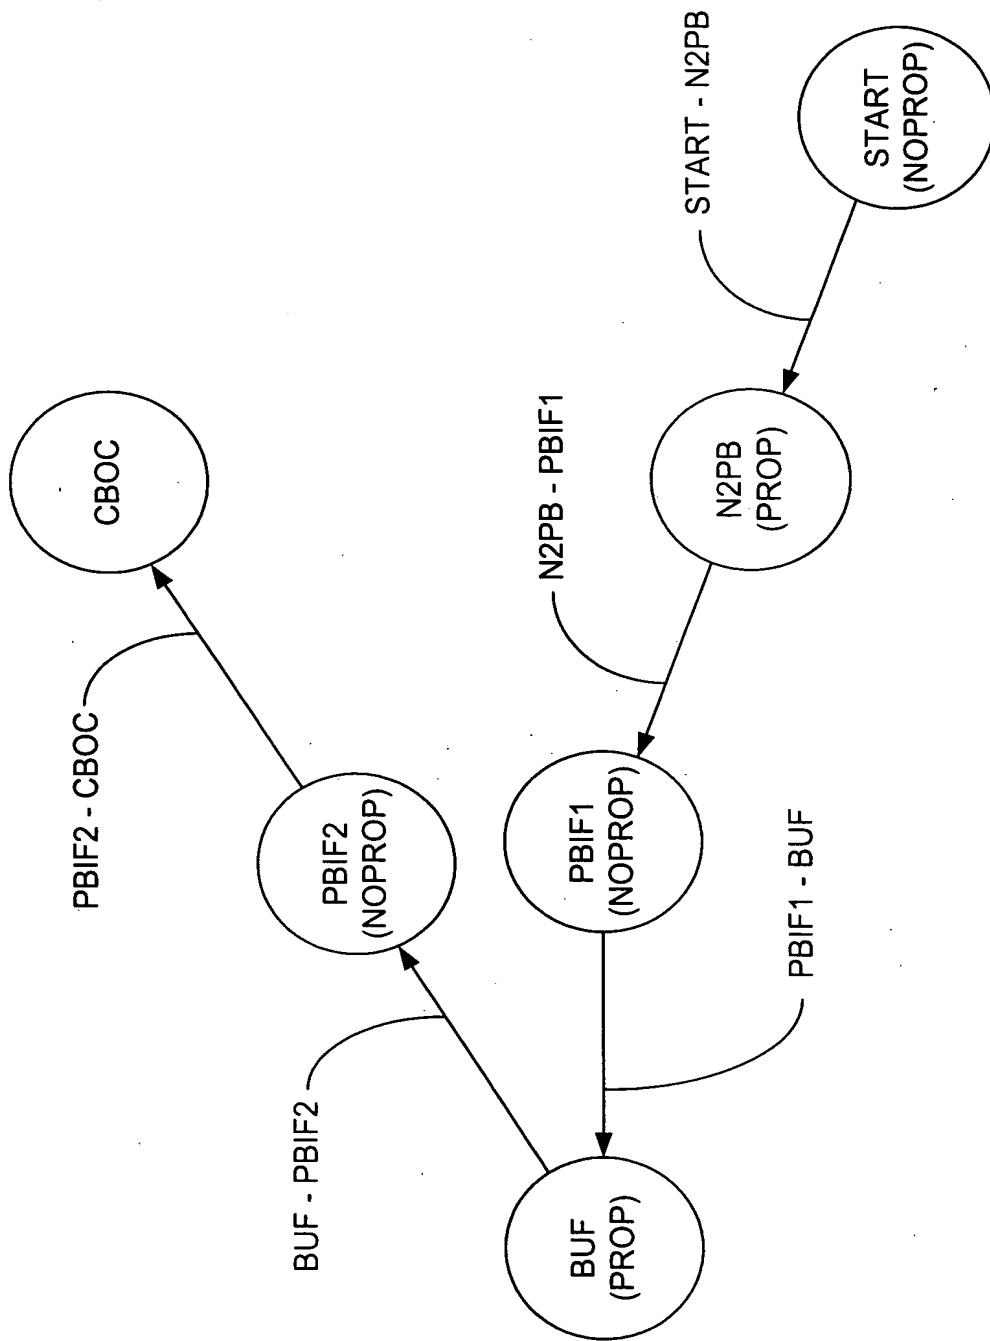 START
(NOPROP)
START - N2PB
N2PB
(PROP)
N2PB - PBIF1
PBIF1
(NOPROP)
PBIF1 - BUF
BUF
(PROP)
BUF - PBIF2
PBIF2
(NOPROP)
PBIF2 - CBOC
CBOC